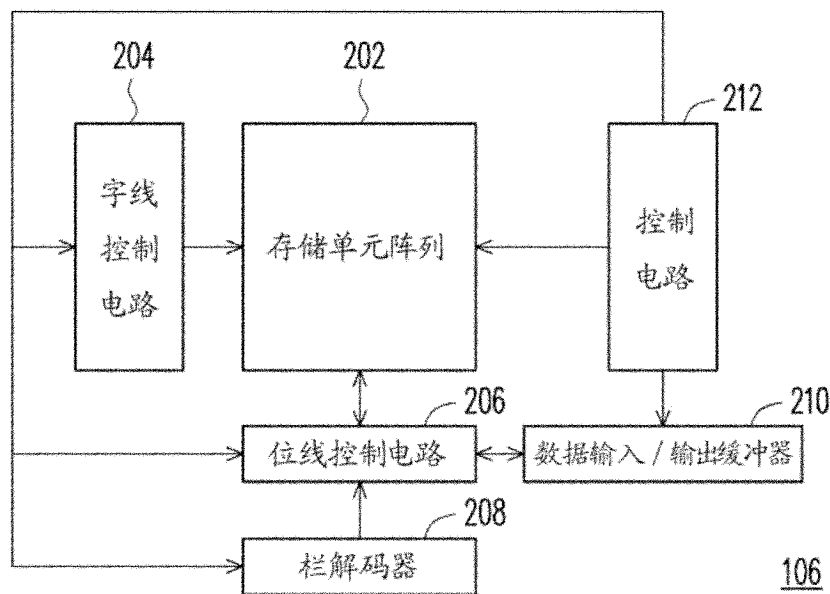 204
202
212
字线
控制
电路
存储单元阵列
控制
电路
206
210
位线控制电路
数据输入/输出缓冲器
208
栏解码器
106